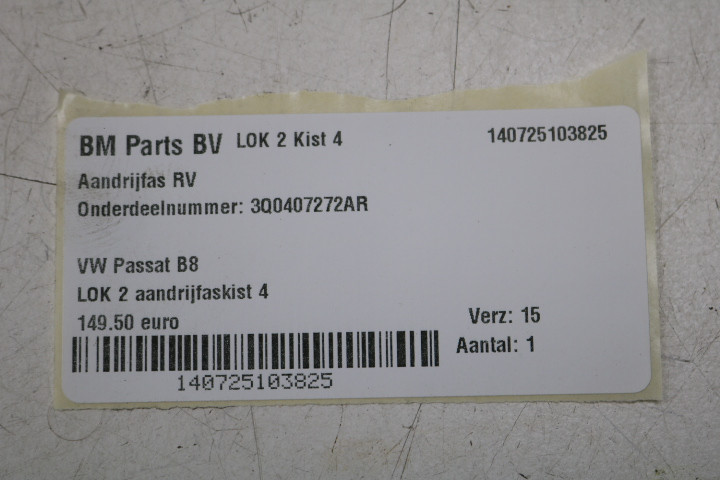 BM Parts BV LOK 2 Kist 4 140725103825
Aandrijfas RV
Onderdeelnummer: 3Q0407272AR
VW Passat B8
LOK 2 aandrijfaskist 4
149.50 euro Verz: 15
Aantal: 1
140725103825